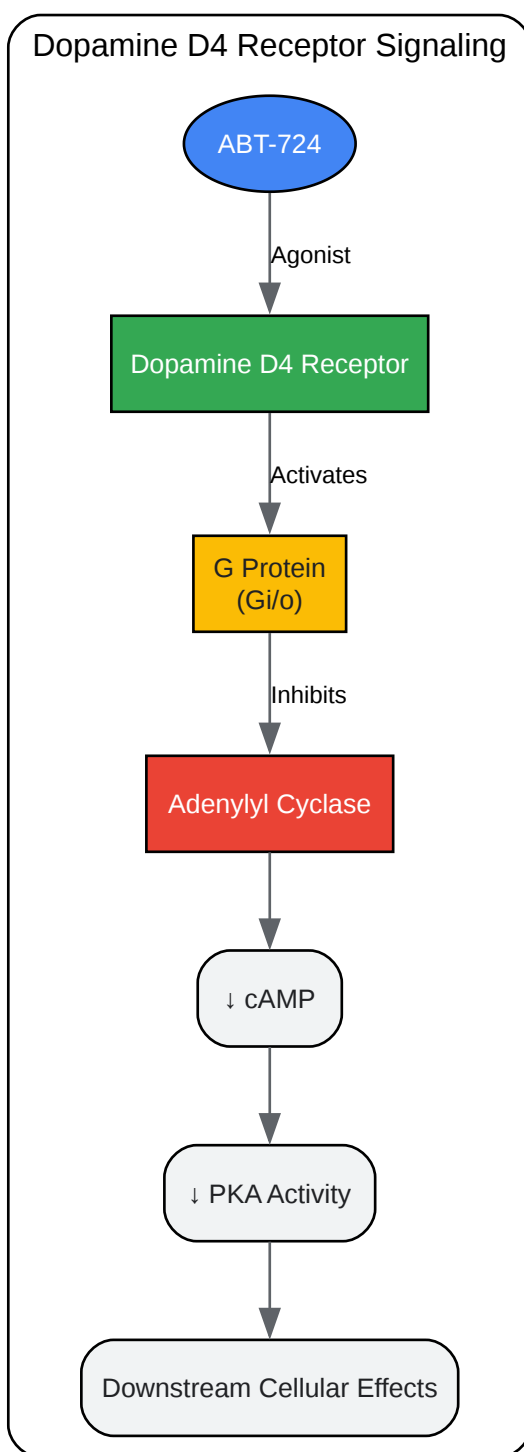 Dopamine D4 Receptor Signaling
ABT-724
Agonist
Dopamine D4 Receptor
Activates
G Protein
(Gi/o)
Inhibits
Adenylyl Cyclase
↓ cAMP
↓ PKA Activity
Downstream Cellular Effects